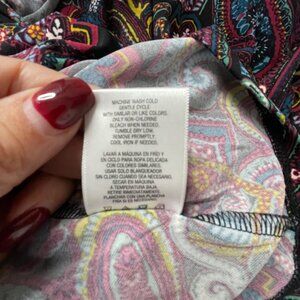 MACHINE WASH COLD
GENTLE CYCLE
WITH SIMILAR OR LIKE COLORS.
ONLY NON-CHLORINE
BLEACH WHEN NEEDED.
TUMBLE DRY LOW.
REMOVE PROMPTLY.
COOL IRON IF NEEDED.
LAVAR A MAQUINA EN FRÍO Y
EN CICLO PARA ROPA DELICADA
CON COLORES SIMILARES.
USAR SOLO BLANQUEADOR
SIN CLORO CUANDO SEA NECESARIO.
SECAR EN MAQUINA
A TEMPERATURA BAJA
RETIRE INMEDIATAMENTE.
PLANCHAR CON PLANCHA
FRIA SI ES NECESARIO